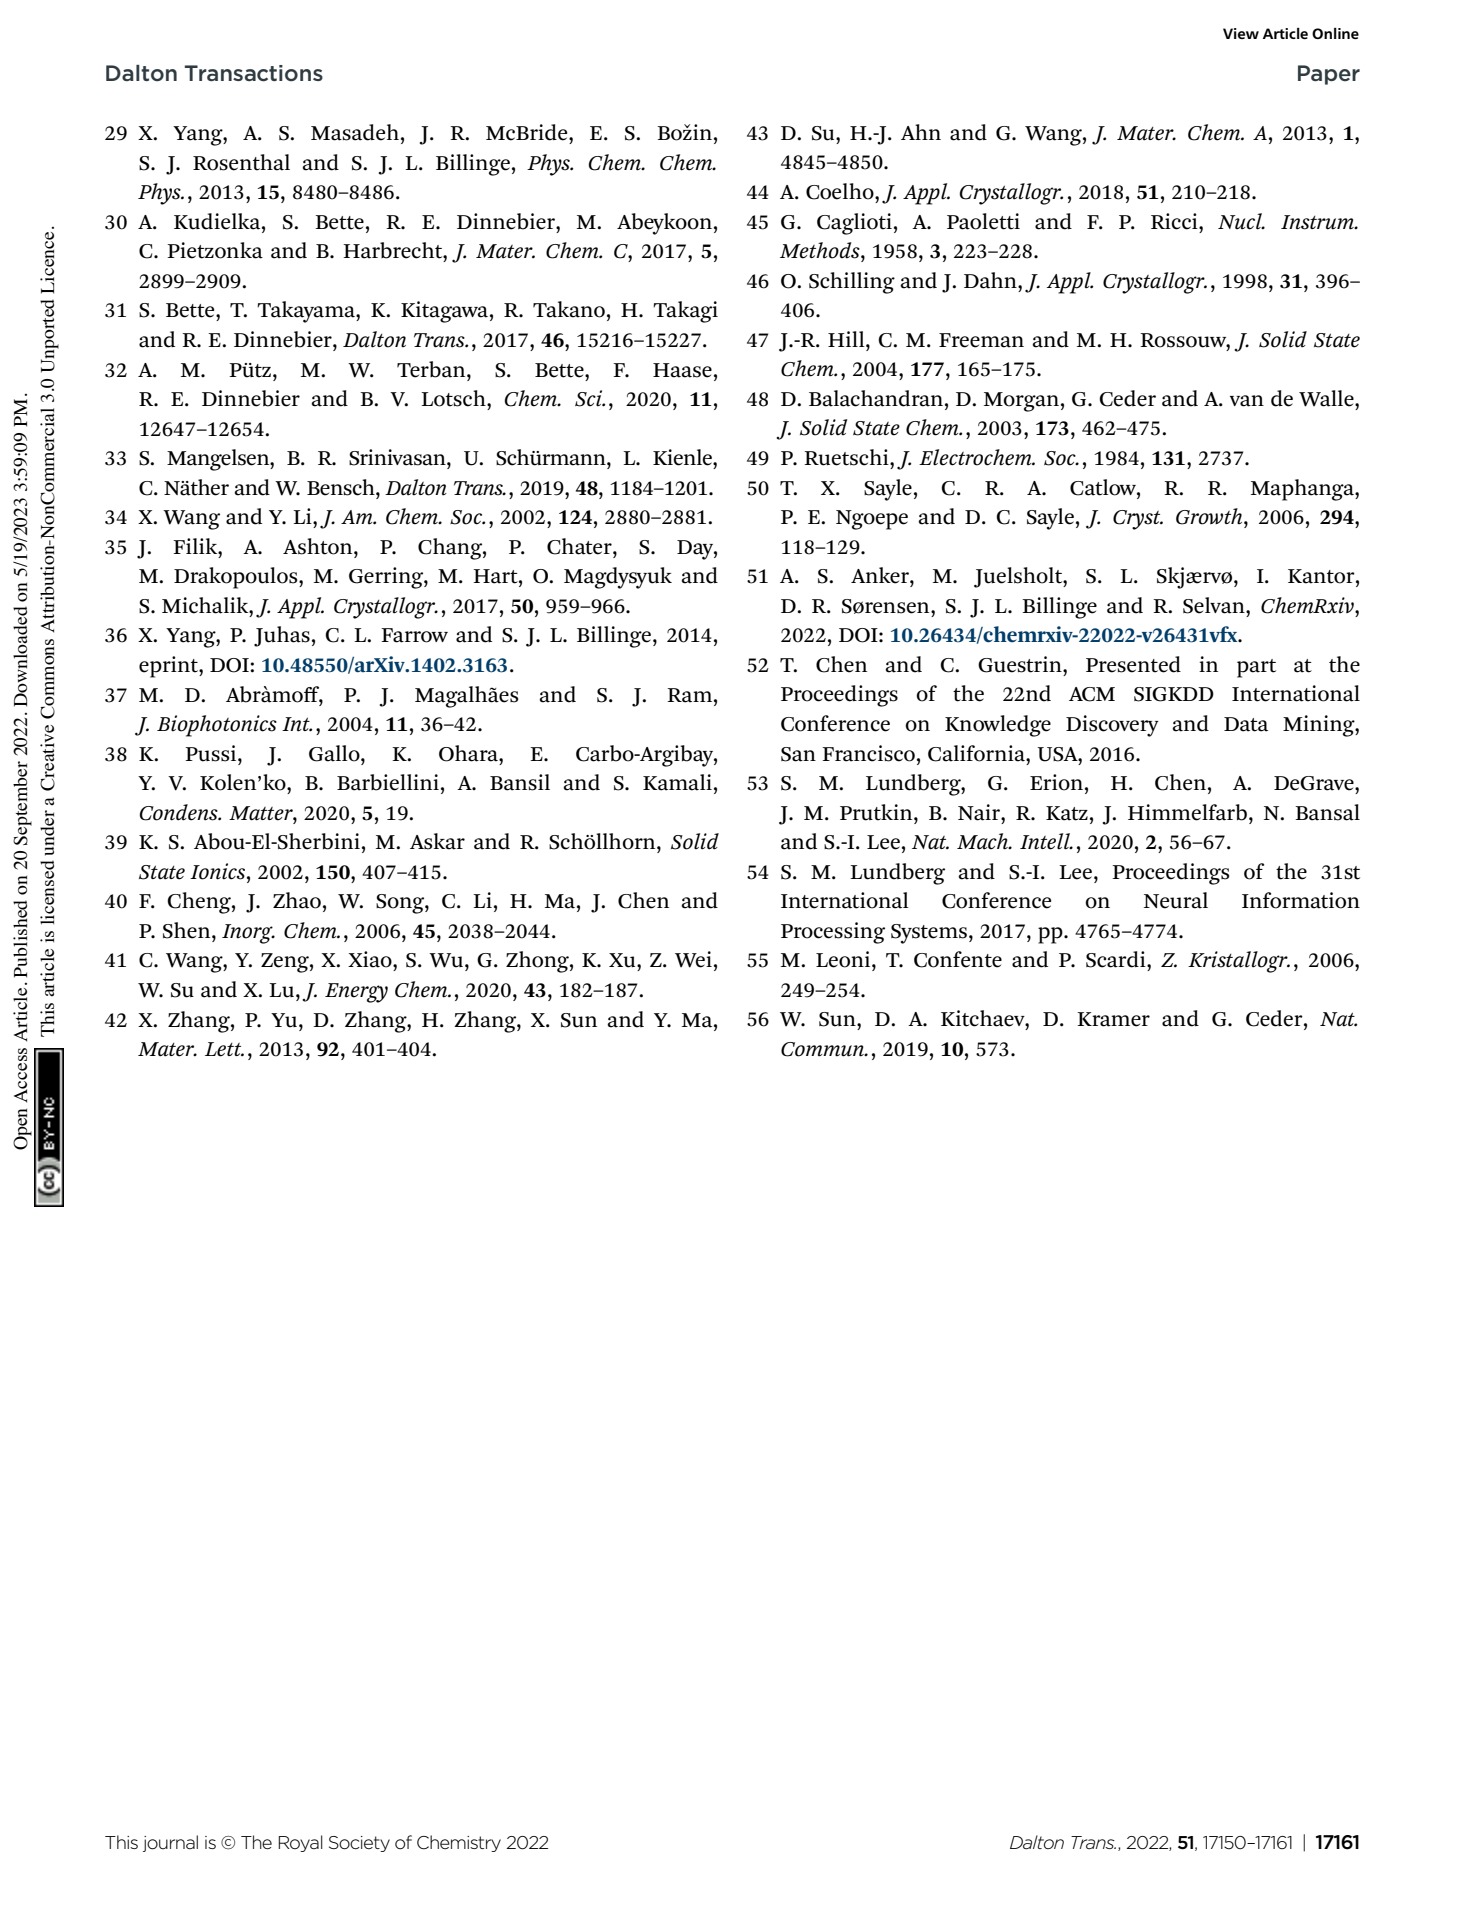 View Article Online
Dalton Transactions
Paper
29 X. Yang, A. S. Masadeh, J. R. McBride, E. S. Božin,
S. J. Rosenthal and S. J. L. Billinge, Phys. Chem. Chem.
Phys., 2013, 15, 8480–8486.
30 A. Kudielka, S. Bette, R. E. Dinnebier, M. Abeykoon,
C. Pietzonka and B. Harbrecht, J. Mater. Chem. C, 2017, 5,
2899–2909.
31 S. Bette, T. Takayama, K. Kitagawa, R. Takano, H. Takagi
and R. E. Dinnebier, Dalton Trans., 2017, 46, 15216–15227.
32 A. M. Pütz, M. W. Terban, S. Bette, F. Haase,
R. E. Dinnebier and B. V. Lotsch, Chem. Sci., 2020, 11,
12647–12654.
33 S. Mangelsen, B. R. Srinivasan, U. Schürmann, L. Kienle,
C. Näther and W. Bensch, Dalton Trans., 2019, 48, 1184–1201.
34 X. Wang and Y. Li, J. Am. Chem. Soc., 2002, 124, 2880–2881.
35 J. Filik, A. Ashton, P. Chang, P. Chater, S. Day,
M. Drakopoulos, M. Gerring, M. Hart, O. Magdysyuk and
S. Michalik, J. Appl. Crystallogr., 2017, 50, 959–966.
36 X. Yang, P. Juhas, C. L. Farrow and S. J. L. Billinge, 2014,
eprint, DOI: 10.48550/arXiv.1402.3163.
37 M. D. Abràmoff, P. J. Magalhães and S. J. Ram,
J. Biophotonics Int., 2004, 11, 36–42.
38 K. Pussi, J. Gallo, K. Ohara, E. Carbo-Argibay,
Y. V. Kolen'ko, B. Barbiellini, A. Bansil and S. Kamali,
Condens. Matter, 2020, 5, 19.
39 K. S. Abou-El-Sherbini, M. Askar and R. Schöllhorn, Solid
State Ionics, 2002, 150, 407–415.
40 F. Cheng, J. Zhao, W. Song, C. Li, H. Ma, J. Chen and
P. Shen, Inorg. Chem., 2006, 45, 2038–2044.
41 C. Wang, Y. Zeng, X. Xiao, S. Wu, G. Zhong, K. Xu, Z. Wei,
W. Su and X. Lu, J. Energy Chem., 2020, 43, 182–187.
42 X. Zhang, P. Yu, D. Zhang, H. Zhang, X. Sun and Y. Ma,
Mater. Lett., 2013, 92, 401–404.
43 D. Su, H.-J. Ahn and G. Wang, J. Mater. Chem. A, 2013, 1,
4845–4850.
44 A. Coelho, J. Appl. Crystallogr., 2018, 51, 210–218.
45 G. Caglioti, A. Paoletti and F. P. Ricci, Nucl. Instrum.
Methods, 1958, 3, 223–228.
46 O. Schilling and J. Dahn, J. Appl. Crystallogr., 1998, 31, 396–
406.
47 J.-R. Hill, C. M. Freeman and M. H. Rossouw, J. Solid State
Chem., 2004, 177, 165–175.
48 D. Balachandran, D. Morgan, G. Ceder and A. van de Walle,
J. Solid State Chem., 2003, 173, 462–475.
49 P. Ruetschi, J. Electrochem. Soc., 1984, 131, 2737.
50 T. X. Sayle, C. R. A. Catlow, R. R. Maphanga,
P. E. Ngoepe and D. C. Sayle, J. Cryst. Growth, 2006, 294,
118–129.
51 A. S. Anker, M. Juelsholt, S. L. Skjærvø, I. Kantor,
D. R. Sørensen, S. J. L. Billinge and R. Selvan, ChemRxiv,
2022, DOI: 10.26434/chemrxiv-22022-v26431vfx.
52 T. Chen and C. Guestrin, Presented in part at the
Proceedings of the 22nd ACM SIGKDD International
Conference on Knowledge Discovery and Data Mining,
San Francisco, California, USA, 2016.
53 S. M. Lundberg, G. Erion, H. Chen, A. DeGrave,
J. M. Prutkin, B. Nair, R. Katz, J. Himmelfarb, N. Bansal
and S.-I. Lee, Nat. Mach. Intell., 2020, 2, 56–67.
54 S. M. Lundberg and S.-I. Lee, Proceedings of the 31st
International Conference on Neural Information
Processing Systems, 2017, pp. 4765–4774.
55 M. Leoni, T. Confente and P. Scardi, Z. Kristallogr., 2006,
249–254.
56 W. Sun, D. A. Kitchaev, D. Kramer and G. Ceder, Nat.
Commun., 2019, 10, 573.
Open Access Article. Published on 20 September 2022. Downloaded on 5/19/2023 3:59:09 PM.
This article is licensed under a Creative Commons Attribution-NonCommercial 3.0 Unported Licence.
(cc) BY-NC
This journal is © The Royal Society of Chemistry 2022
Dalton Trans., 2022, 51, 17150–17161 | 17161